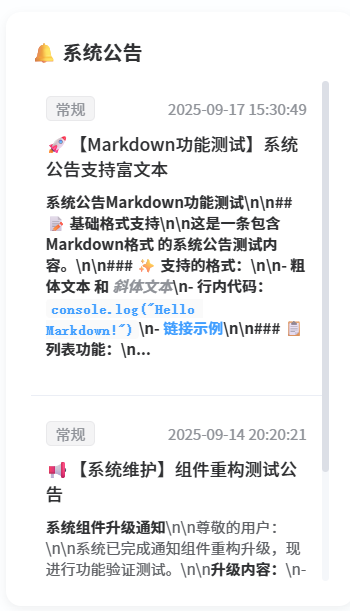 🔔 系统公告
常规 2025-09-17 15:30:49
🚀【Markdown功能测试】系统
公告支持富文本
系统公告Markdown功能测试\n\n##
📝 基础格式支持\n\n这是一条包含
Markdown格式 的系统公告测试内
容。\n\n### ✨ 支持的格式：\n\n- 粗
体文本 和 斜体文本\n- 行内代码：
console.log("Hello
Markdown!") \n- 链接示例\n\n### 📋
列表功能：\n...
常规 2025-09-14 20:20:21
📢【系统维护】组件重构测试公
告
系统组件升级通知\n\n尊敬的用户：
\n\n系统已完成通知组件重构升级，现
进行功能验证测试。\n\n升级内容：\n-